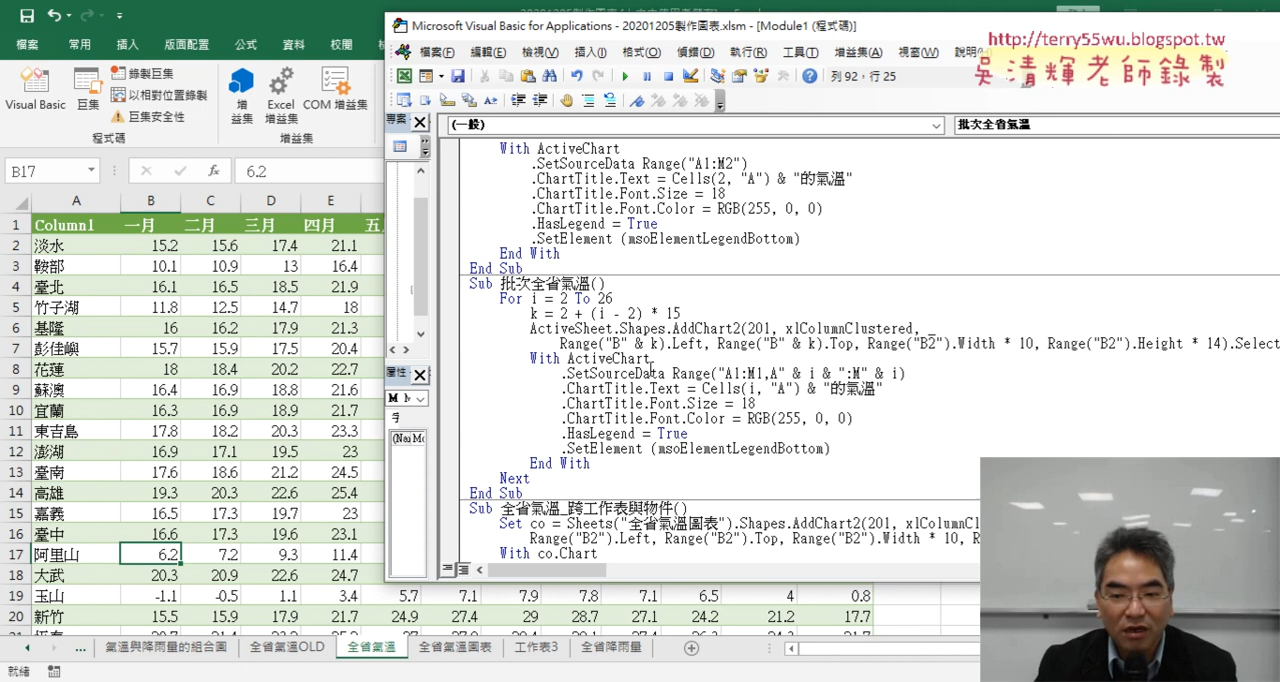 檔案 常用 插入 版面配置 公式 資料 校閱
Visual Basic 巨集 錄製巨集 以相對位置錄製 巨集安全性
增益集 Excel 增益集 COM 增益集
程式碼 增益集
B17 6.2
A B C D E
1 Column1 一月 二月 三月 四月
2 淡水 15.2 15.6 17.4 21.1
3 鞍部 10.1 10.9 13 16.4
4 臺北 16.1 16.5 18.5 21.9
5 竹子湖 11.8 12.5 14.7 18
6 基隆 16 16.2 17.9 21.3
7 彭佳嶼 15.7 15.9 17.5 20.4
8 花蓮 18 18.4 20.2 22.7
9 蘇澳 16.4 16.9 18.8 21.6
10 宜蘭 16.3 16.9 18.9 21.7
11 東吉島 17.8 18.2 20.3 23.3
12 澎湖 16.9 17.1 19.5 23
13 臺南 17.6 18.6 21.2 24.5
14 高雄 19.3 20.3 22.6 25.4
15 嘉義 16.5 17.3 19.7 23
16 臺中 16.6 17.3 19.6 23.1
17 阿里山 6.2 7.2 9.3 11.4
18 大武 20.3 20.9 22.6 24.7
19 玉山 -1.1 -0.5 1.1 3.4 5.7 7.1 7.9 7.8 7.1 6.5 4 0.8
20 新竹 15.5 15.9 17.9 21.7 24.9 27.4 29 28.7 27.1 24.2 21.2 17.7
... 氣溫與降雨量的組合圖 全省氣溫OLD 全省氣溫 全省氣溫圖表 工作表3 全省降雨量
就緒
Microsoft Visual Basic for Applications - 20201205製作圖表.xlsm - [Module1 (程式碼)]
檔案(F) 編輯(E) 檢視(V) 插入(I) 格式(O) 偵錯(D) 執行(R) 工具(T) 增益集(A) 視窗(W)
列 92，行 25
http://terry55wu.blogspot.tw
吳清輝老師錄製
(一般) 批次全省氣溫
With ActiveChart
.SetSourceData Range("A1:M2")
.ChartTitle.Text = Cells(2, "A") & "的氣溫"
.ChartTitle.Font.Size = 18
.ChartTitle.Font.Color = RGB(255, 0, 0)
.HasLegend = True
.SetElement (msoElementLegendBottom)
End With
End Sub
Sub 批次全省氣溫()
For i = 2 To 26
k = 2 + (i - 2) * 15
ActiveSheet.Shapes.AddChart2(201, xlColumnClustered, _
Range("B" & k).Left, Range("B" & k).Top, Range("B2").Width * 10, Range("B2").Height * 14).Select
With ActiveChart
.SetSourceData Range("A1:M1,A" & i & ":M" & i)
.ChartTitle.Text = Cells(i, "A") & "的氣溫"
.ChartTitle.Font.Size = 18
.ChartTitle.Font.Color = RGB(255, 0, 0)
.HasLegend = True
.SetElement (msoElementLegendBottom)
End With
Next
End Sub
Sub 全省氣溫_跨工作表與物件()
Set co = Sheets("全省氣溫圖表").Shapes.AddChart2(201, xlColumnCl
Range("B2").Left, Range("B2").Top, Range("B2").Width * 10, R
With co.Chart